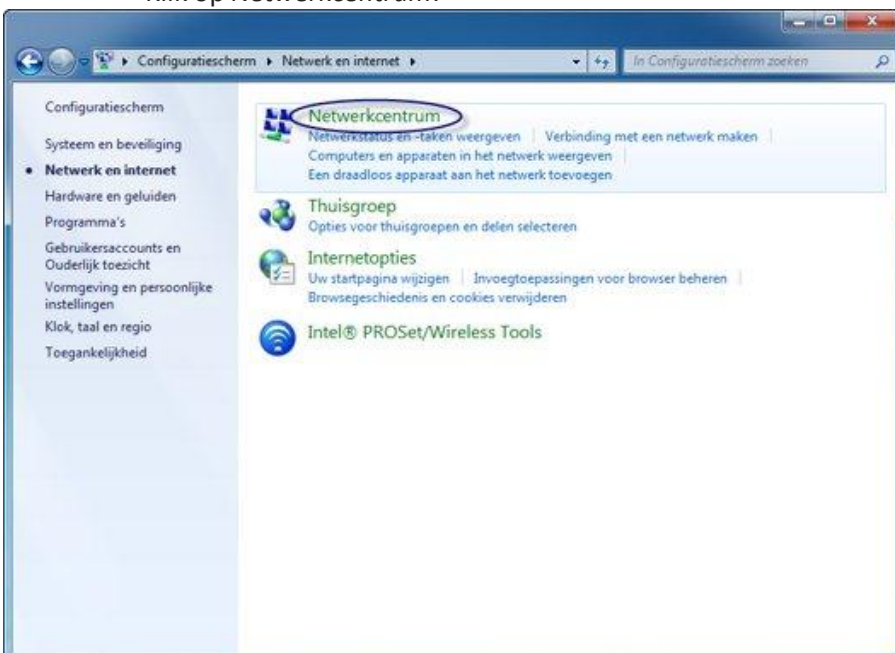 Klik op Netwerkcentrum.
Configuratiescherm ▸ Netwerk en internet ▸
In Configuratiescherm zoeken
Configuratiescherm
Systeem en beveiliging
• Netwerk en internet
Hardware en geluiden
Programma's
Gebruikersaccounts en
Ouderlijk toezicht
Vormgeving en persoonlijke
instellingen
Klok, taal en regio
Toegankelijkheid
Netwerkcentrum
Netwerkstatus en -taken weergeven | Verbinding met een netwerk maken |
Computers en apparaten in het netwerk weergeven |
Een draadloos apparaat aan het netwerk toevoegen
Thuisgroep
Opties voor thuisgroepen en delen selecteren
Internetopties
Uw startpagina wijzigen | Invoegtoepassingen voor browser beheren |
Browsegeschiedenis en cookies verwijderen
Intel® PROSet/Wireless Tools